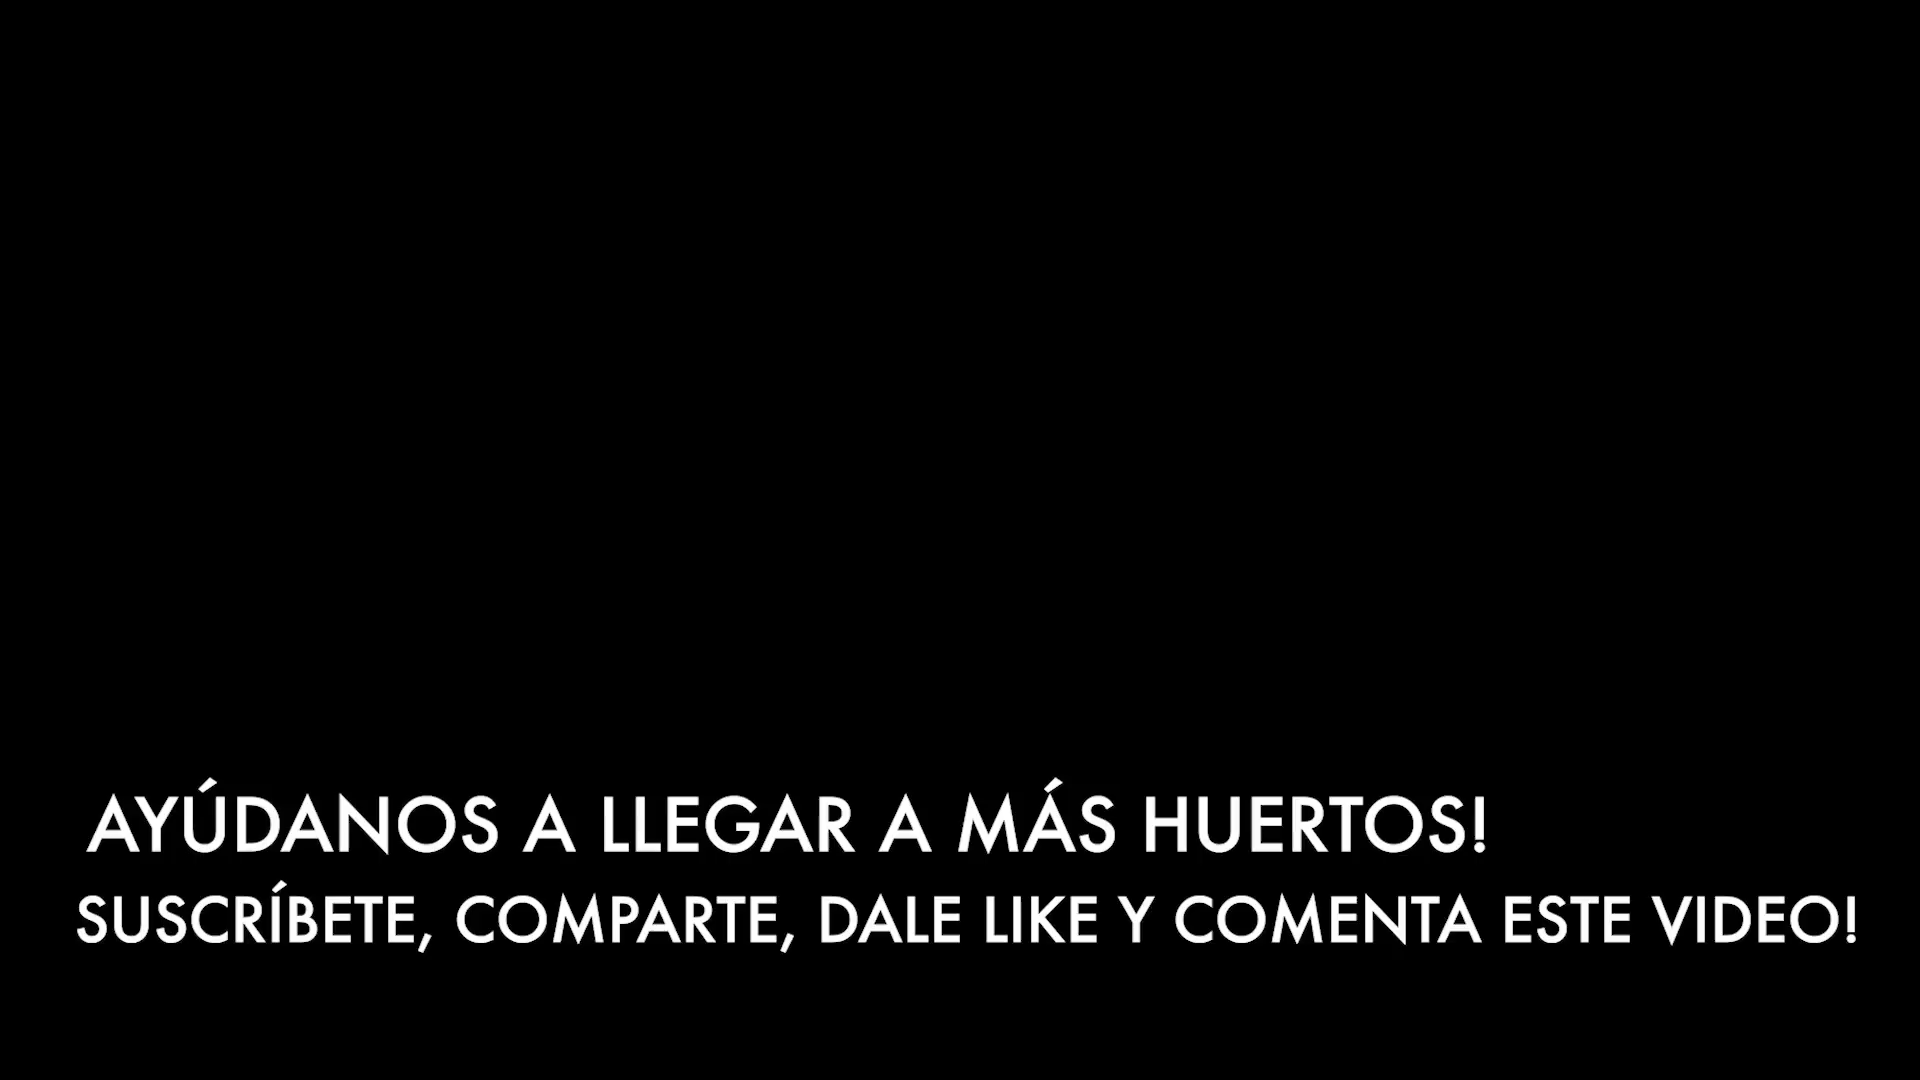 AYÚDANOS A LLEGAR A MÁS HUERTOS!
SUSCRÍBETE, COMPARTE, DALE LIKE Y COMENTA ESTE VIDEO!